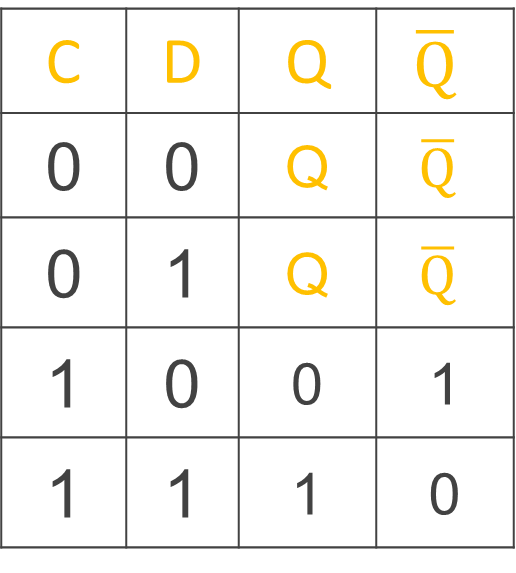 C D Q Q̅
0 0 Q Q̅
0 1 Q Q̅
1 0 0 1
1 1 1 0